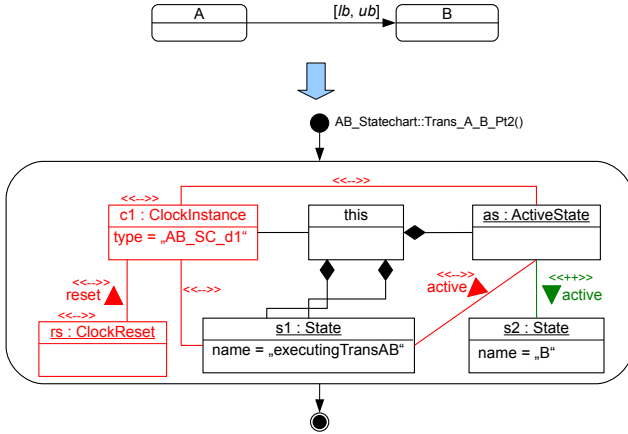 A
[lb, ub]
B
AB_Statechart::Trans_A_B_Pt2()
<<-->>
<<-->>
c1 : ClockInstance
this
as : ActiveState
type = „AB_SC_d1“
<<-->>
reset
<<-->>
<<-->>
active
<<++>>
active
<<-->>
rs : ClockReset
s1 : State
s2 : State
name = „executingTransAB“
name = „B“